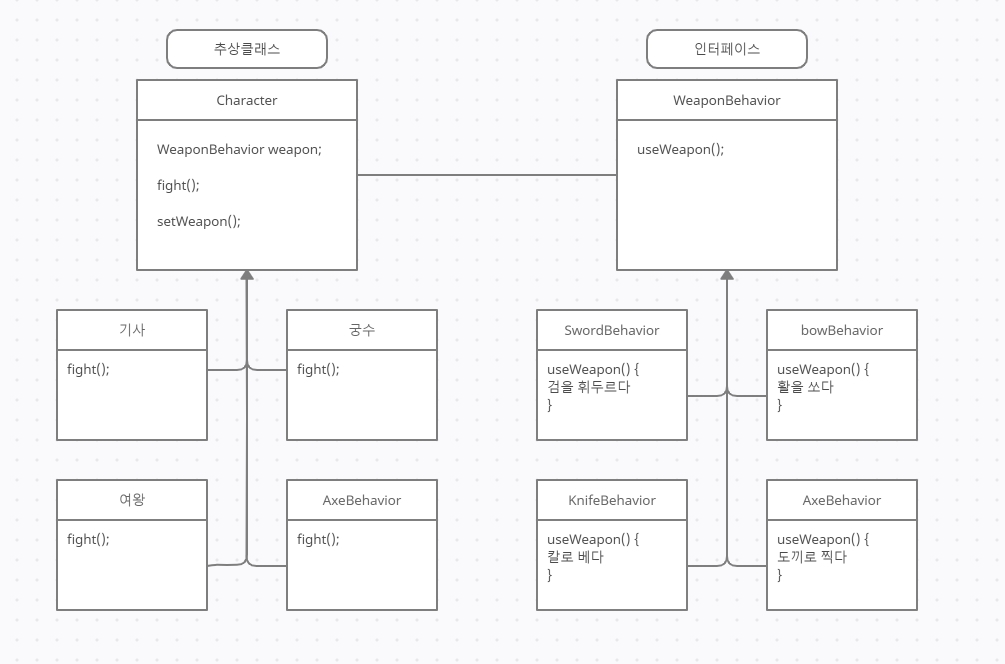 추상클래스
인터페이스
Character
WeaponBehavior weapon;
fight();
setWeapon();
WeaponBehavior
useWeapon();
기사
fight();
궁수
fight();
SwordBehavior
useWeapon() {
검을 휘두르다
}
bowBehavior
useWeapon() {
활을 쏘다
}
여왕
fight();
AxeBehavior
fight();
KnifeBehavior
useWeapon() {
칼로 베다
}
AxeBehavior
useWeapon() {
도끼로 찍다
}